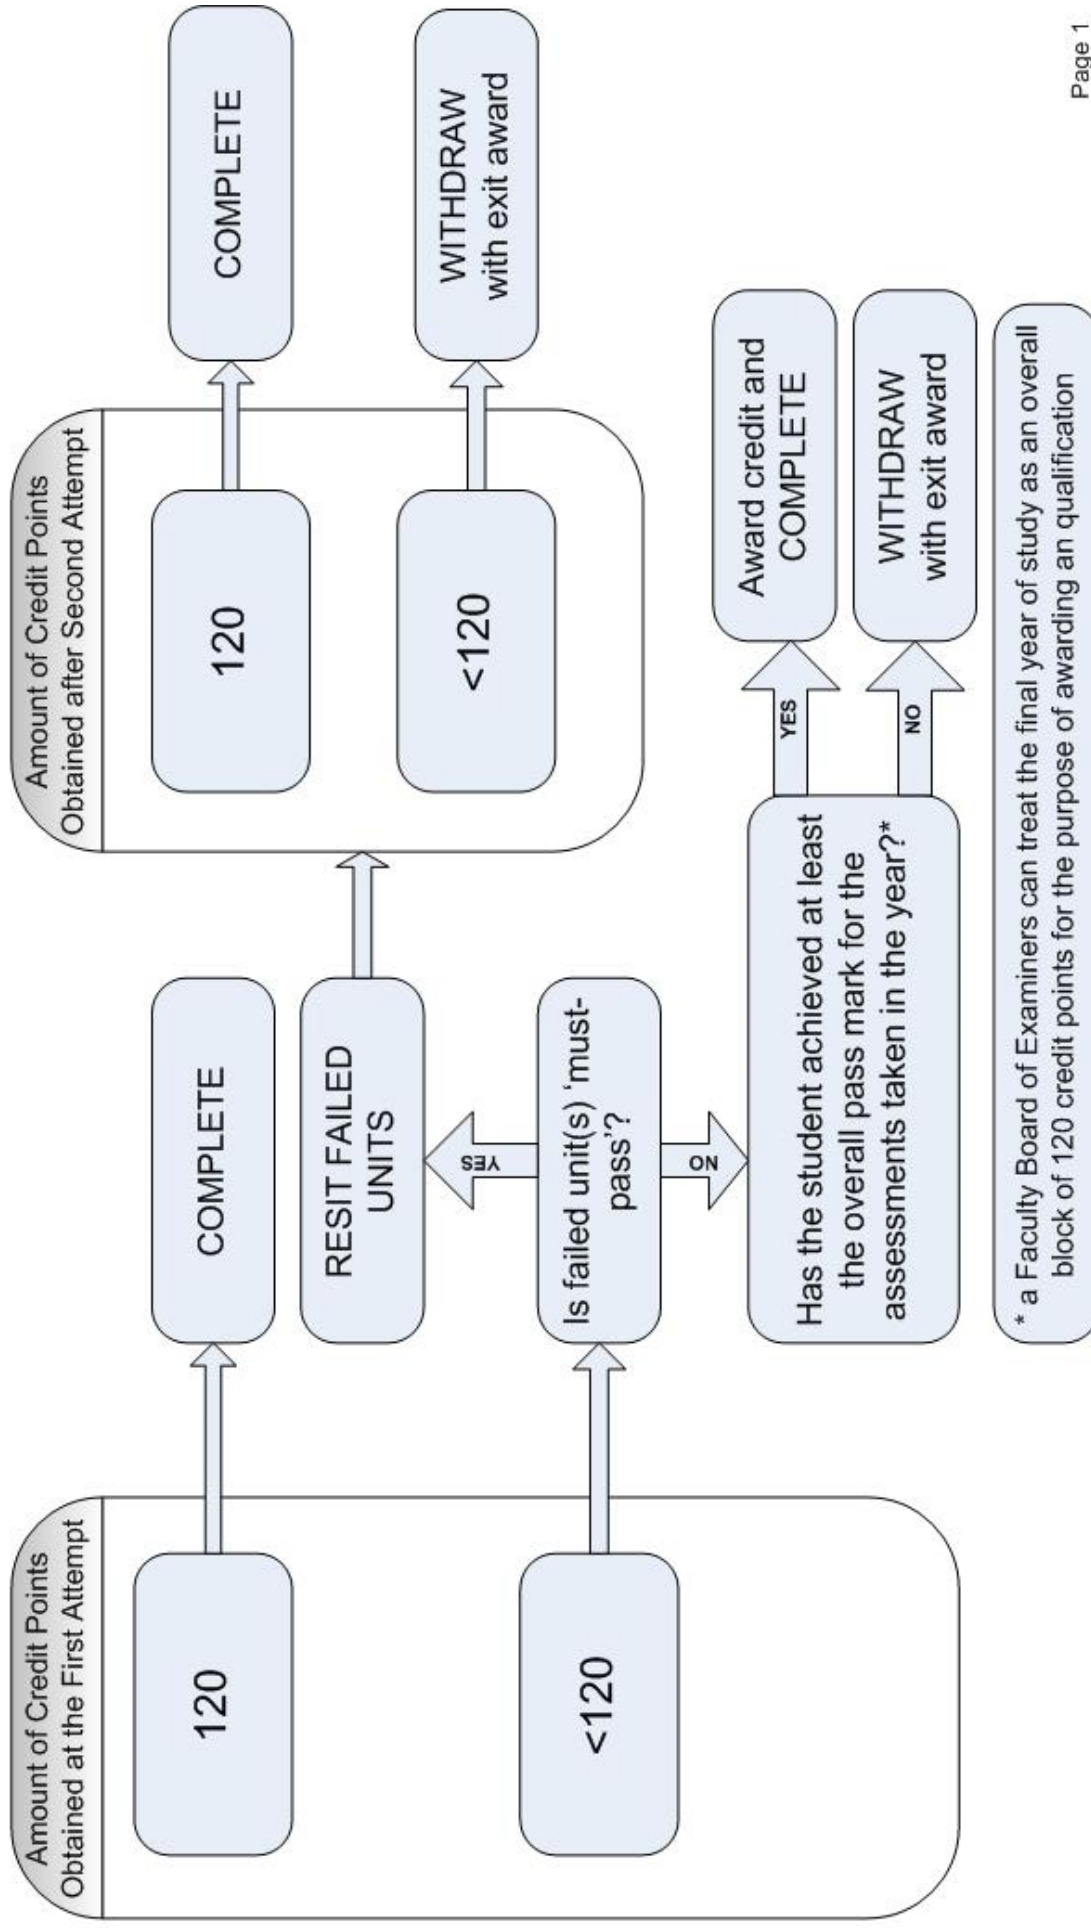 Amount of Credit Points
Obtained at the First Attempt
120
<120
COMPLETE
RESIT FAILED
UNITS
YES
Is failed unit(s) ‘must-
pass’?
NO
Has the student achieved at least
the overall pass mark for the
assessments taken in the year?*
Amount of Credit Points
Obtained after Second Attempt
120
<120
COMPLETE
WITHDRAW
with exit award
YES
Award credit and
COMPLETE
NO
WITHDRAW
with exit award
* a Faculty Board of Examiners can treat the final year of study as an overall
block of 120 credit points for the purpose of awarding an qualification
Page 1